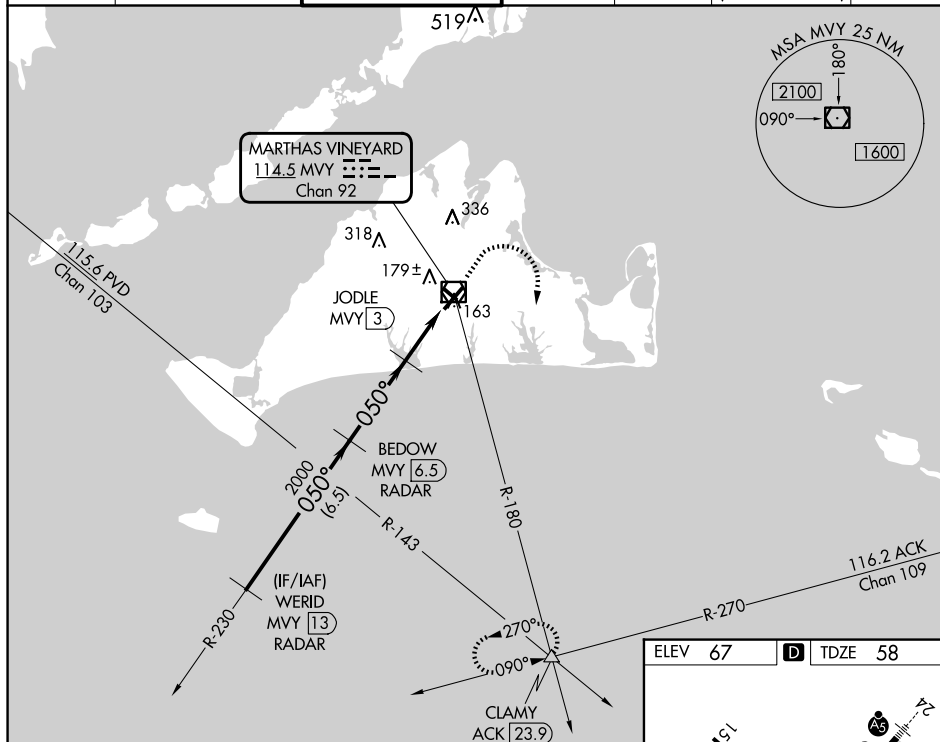 519
MSA MVY 25 NM
180°
2100
090°
1600
MARTHAS VINEYARD
114.5 MVY
Chan 92
336
318
179±
163
115.6 PVD
Chan 103
JODLE
MVY 3
050°
BEDOW
MVY 6.5
RADAR
2000
050°
(6.5)
R-143
R-180
(IF/IAF)
WERID
MVY 13
RADAR
R-230
116.2 ACK
Chan 109
R-270
270°
090°
CLAMY
ACK 23.9
ELEV 67
D
TDZE 58
A5
24
15